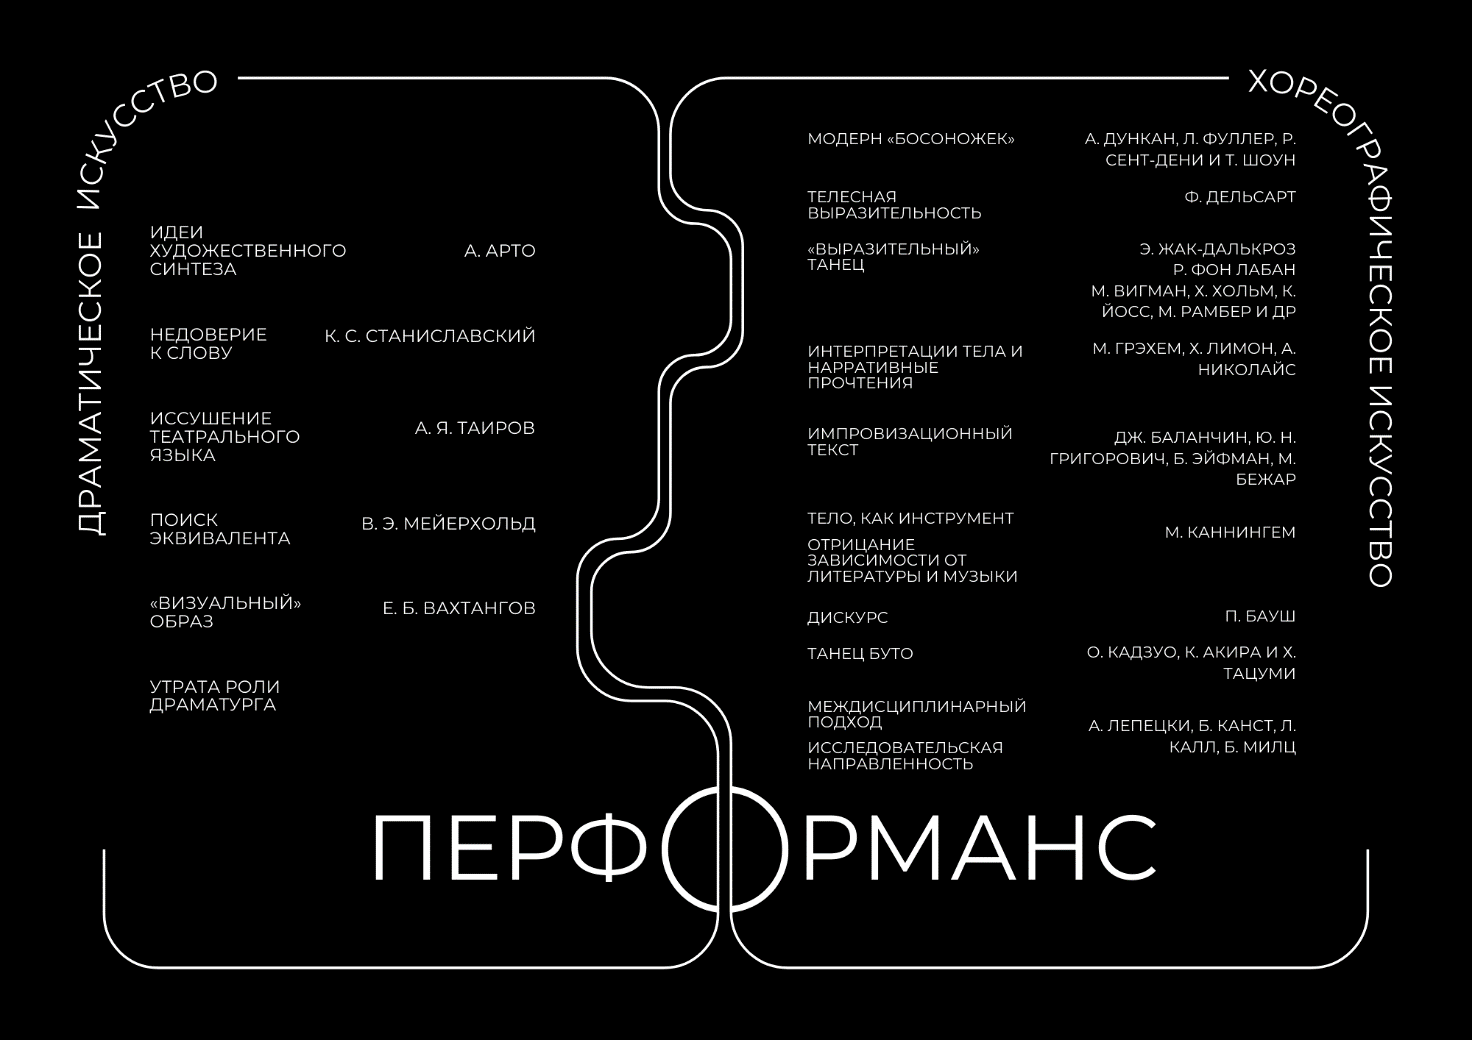 ДРАМАТИЧЕСКОЕ ИСКУССТВО
ИДЕИ
ХУДОЖЕСТВЕННОГО
СИНТЕЗА
А. АРТО
НЕДОВЕРИЕ
К СЛОВУ
К. С. СТАНИСЛАВСКИЙ
ИССУШЕНИЕ
ТЕАТРАЛЬНОГО
ЯЗЫКА
А. Я. ТАИРОВ
ПОИСК
ЭКВИВАЛЕНТА
В. Э. МЕЙЕРХОЛЬД
«ВИЗУАЛЬНЫЙ»
ОБРАЗ
Е. Б. ВАХТАНГОВ
УТРАТА РОЛИ
ДРАМАТУРГА
ХОРЕОГРАФИЧЕСКОЕ ИСКУССТВО
МОДЕРН «БОСОНОЖЕК»
А. ДУНКАН, Л. ФУЛЛЕР, Р.
СЕНТ-ДЕНИ И Т. ШОУН
ТЕЛЕСНАЯ
ВЫРАЗИТЕЛЬНОСТЬ
Ф. ДЕЛЬСАРТ
«ВЫРАЗИТЕЛЬНЫЙ»
ТАНЕЦ
Э. ЖАК-ДАЛЬКРОЗ
Р. ФОН ЛАБАН
М. ВИГМАН, Х. ХОЛЬМ, К.
ЙОСС, М. РАМБЕР И ДР
ИНТЕРПРЕТАЦИИ ТЕЛА И
НАРРАТИВНЫЕ
ПРОЧТЕНИЯ
М. ГРЭХЕМ, Х. ЛИМОН, А.
НИКОЛАЙС
ИМПРОВИЗАЦИОННЫЙ
ТЕКСТ
ДЖ. БАЛАНЧИН, Ю. Н.
ГРИГОРОВИЧ, Б. ЭЙФМАН, М.
БЕЖАР
ТЕЛО, КАК ИНСТРУМЕНТ
ОТРИЦАНИЕ
ЗАВИСИМОСТИ ОТ
ЛИТЕРАТУРЫ И МУЗЫКИ
М. КАННИНГЕМ
ДИСКУРС
П. БАУШ
ТАНЕЦ БУТО
О. КАДЗУО, К. АКИРА И Х.
ТАЦУМИ
МЕЖДИСЦИПЛИНАРНЫЙ
ПОДХОД
ИССЛЕДОВАТЕЛЬСКАЯ
НАПРАВЛЕННОСТЬ
А. ЛЕПЕЦКИ, Б. КАНСТ, Л.
КАЛЛ, Б. МИЛЦ
ПЕРФОРМАНС